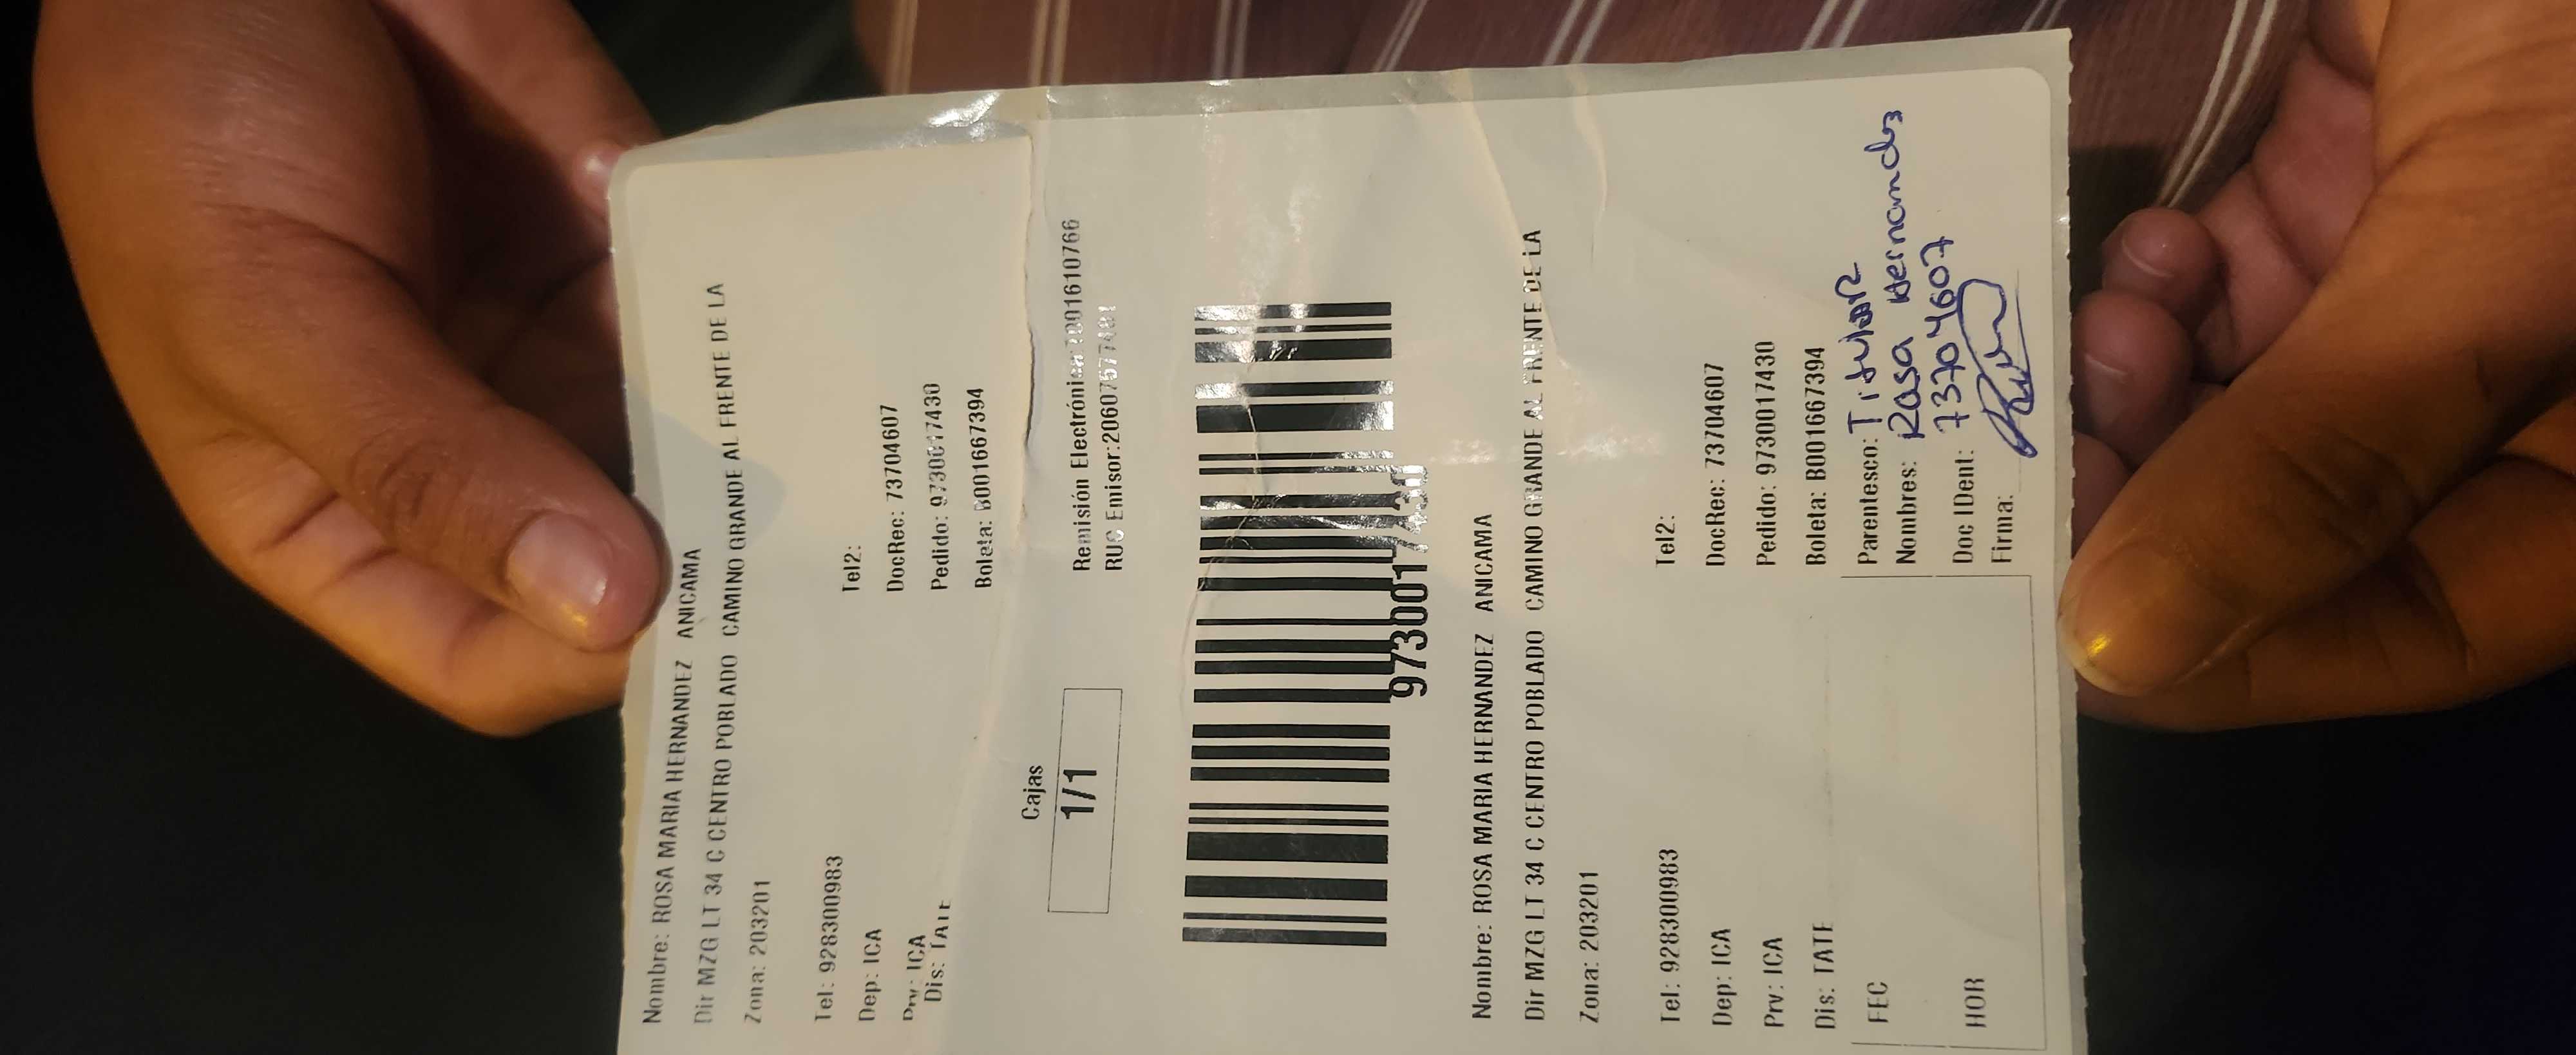 Nombre: ROSA MARIA HERNANDEZ ANICAMA
Dir MZG LT 34 C CENTRO POBLADO CAMINO GRANDE AL FRENTE DE LA
Zona: 203201
Tel: 928300983 Tel2:
Dep: ICA DocRec: 73704607
Prv: ICA Pedido: 9730017430
Dis: TATE Boleta: B001667394
Cajas
1/1
Remisión Electrónica:
RUC Emisor:
9730017430
Nombre: ROSA MARIA HERNANDEZ ANICAMA
Dir MZG LT 34 C CENTRO POBLADO CAMINO GRANDE AL FRENTE DE LA
Zona: 203201
Tel: 928300983 Tel2:
Dep: ICA DocRec: 73704607
Prv: ICA Pedido: 9730017430
Dis: TATE Boleta: B001667394
FEC Parentesco: Titular
Nombres: Rosa Hernandez
HOR Doc IDent: 73704607
Firma: